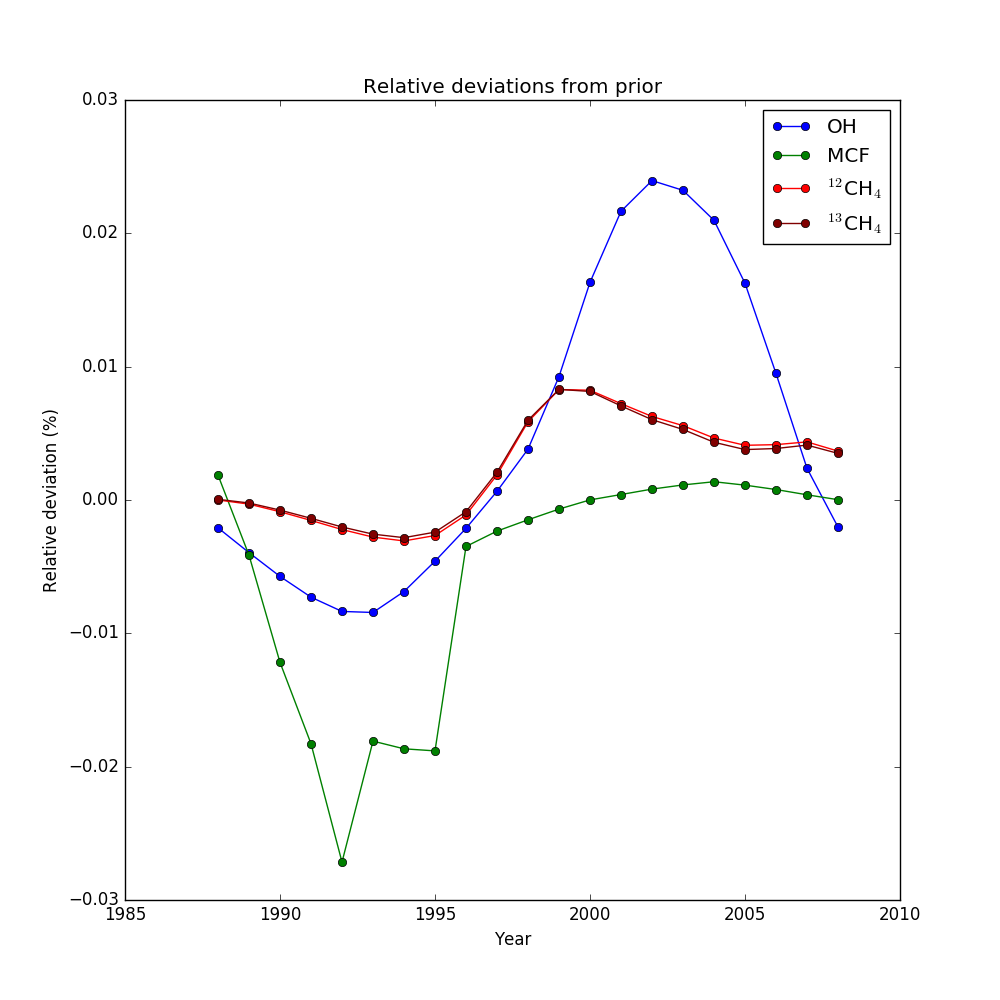 Relative deviations from prior
0.03
0.02
0.01
0.00
−0.01
−0.02
−0.03
Relative deviation (%)
OH
MCF
¹²CH₄
¹³CH₄
1985 1990 1995 2000 2005 2010
Year